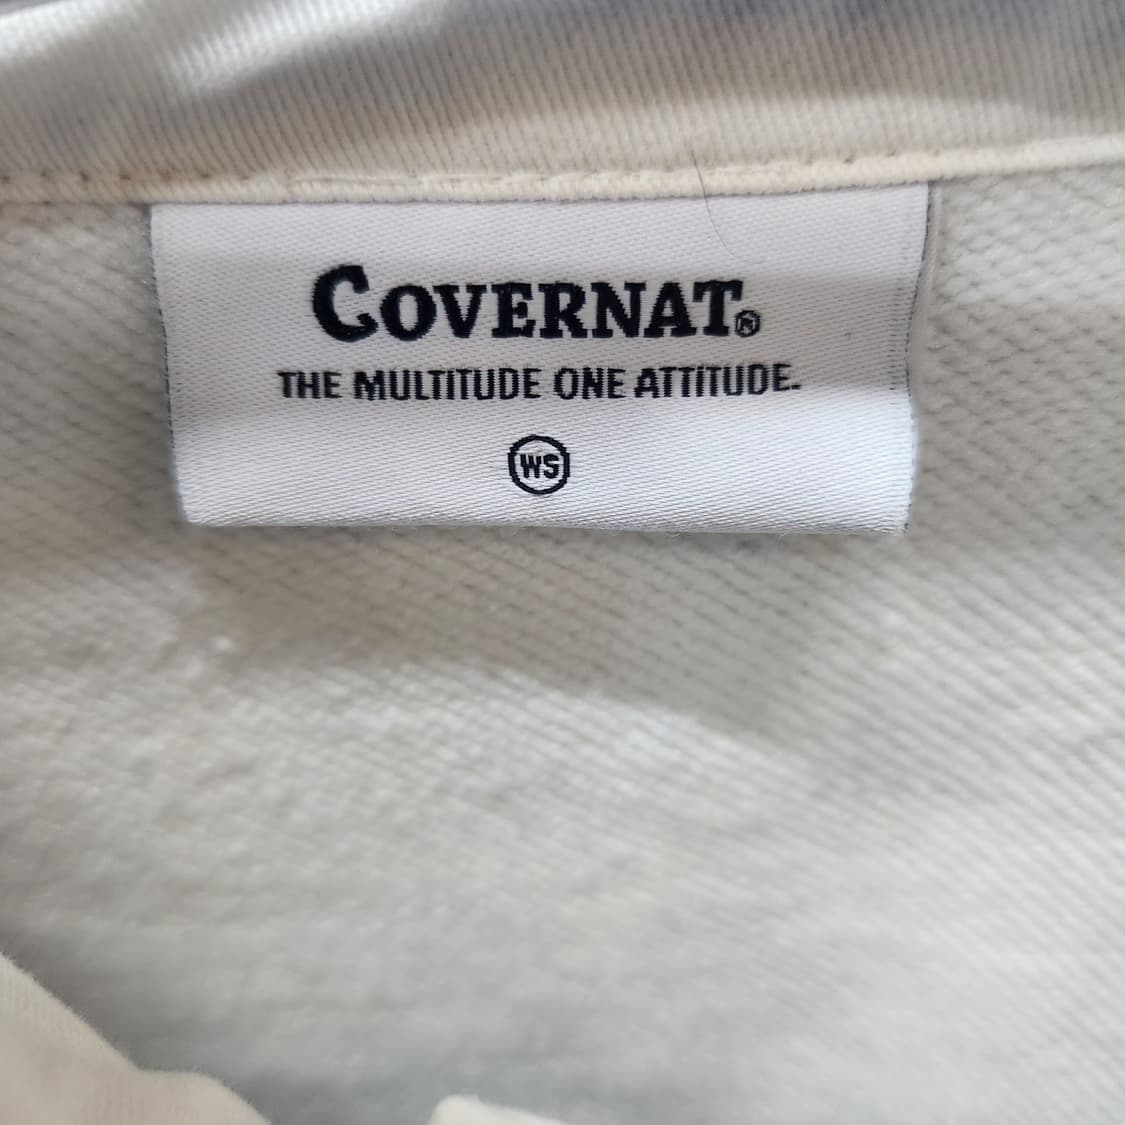 COVERNAT®
THE MULTITUDE ONE ATTITUDE.
WS